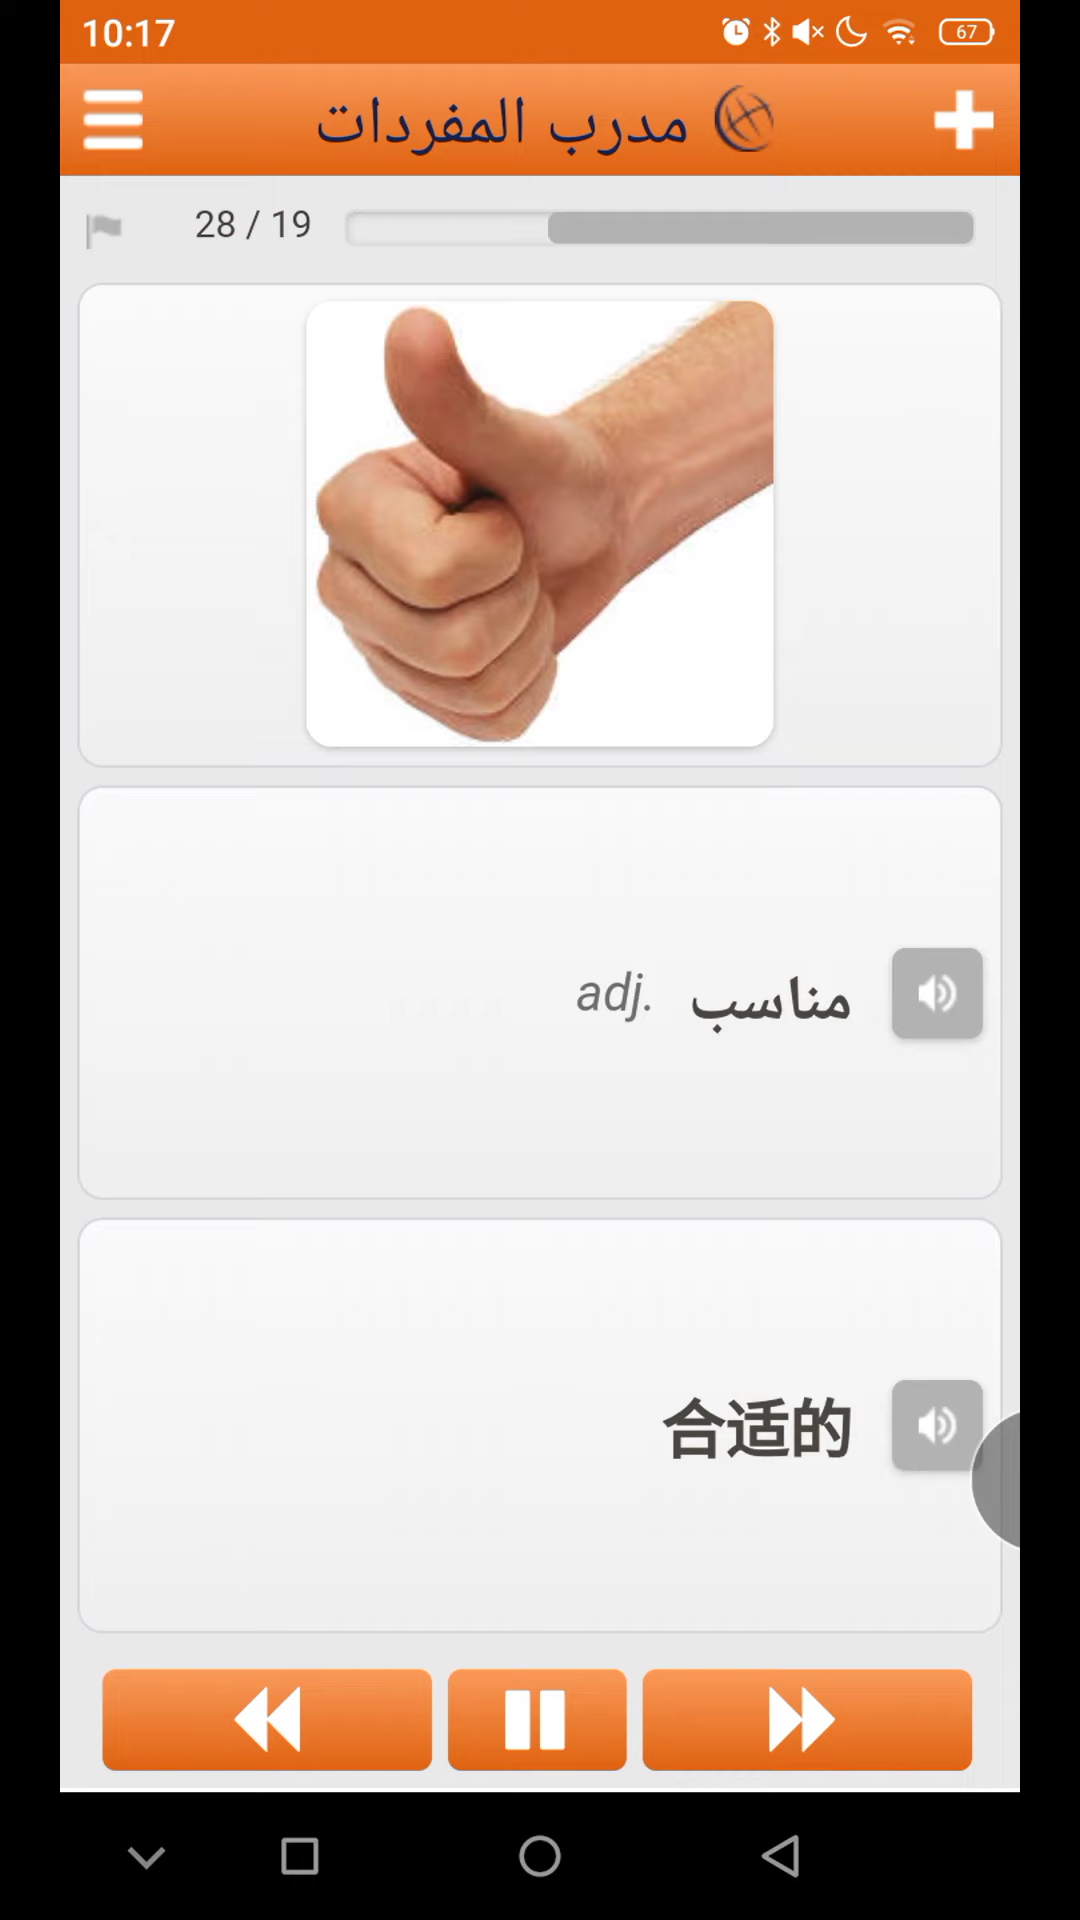 10:17
67
مدرب المفردات
28 / 19
مناسب adj.
合适的